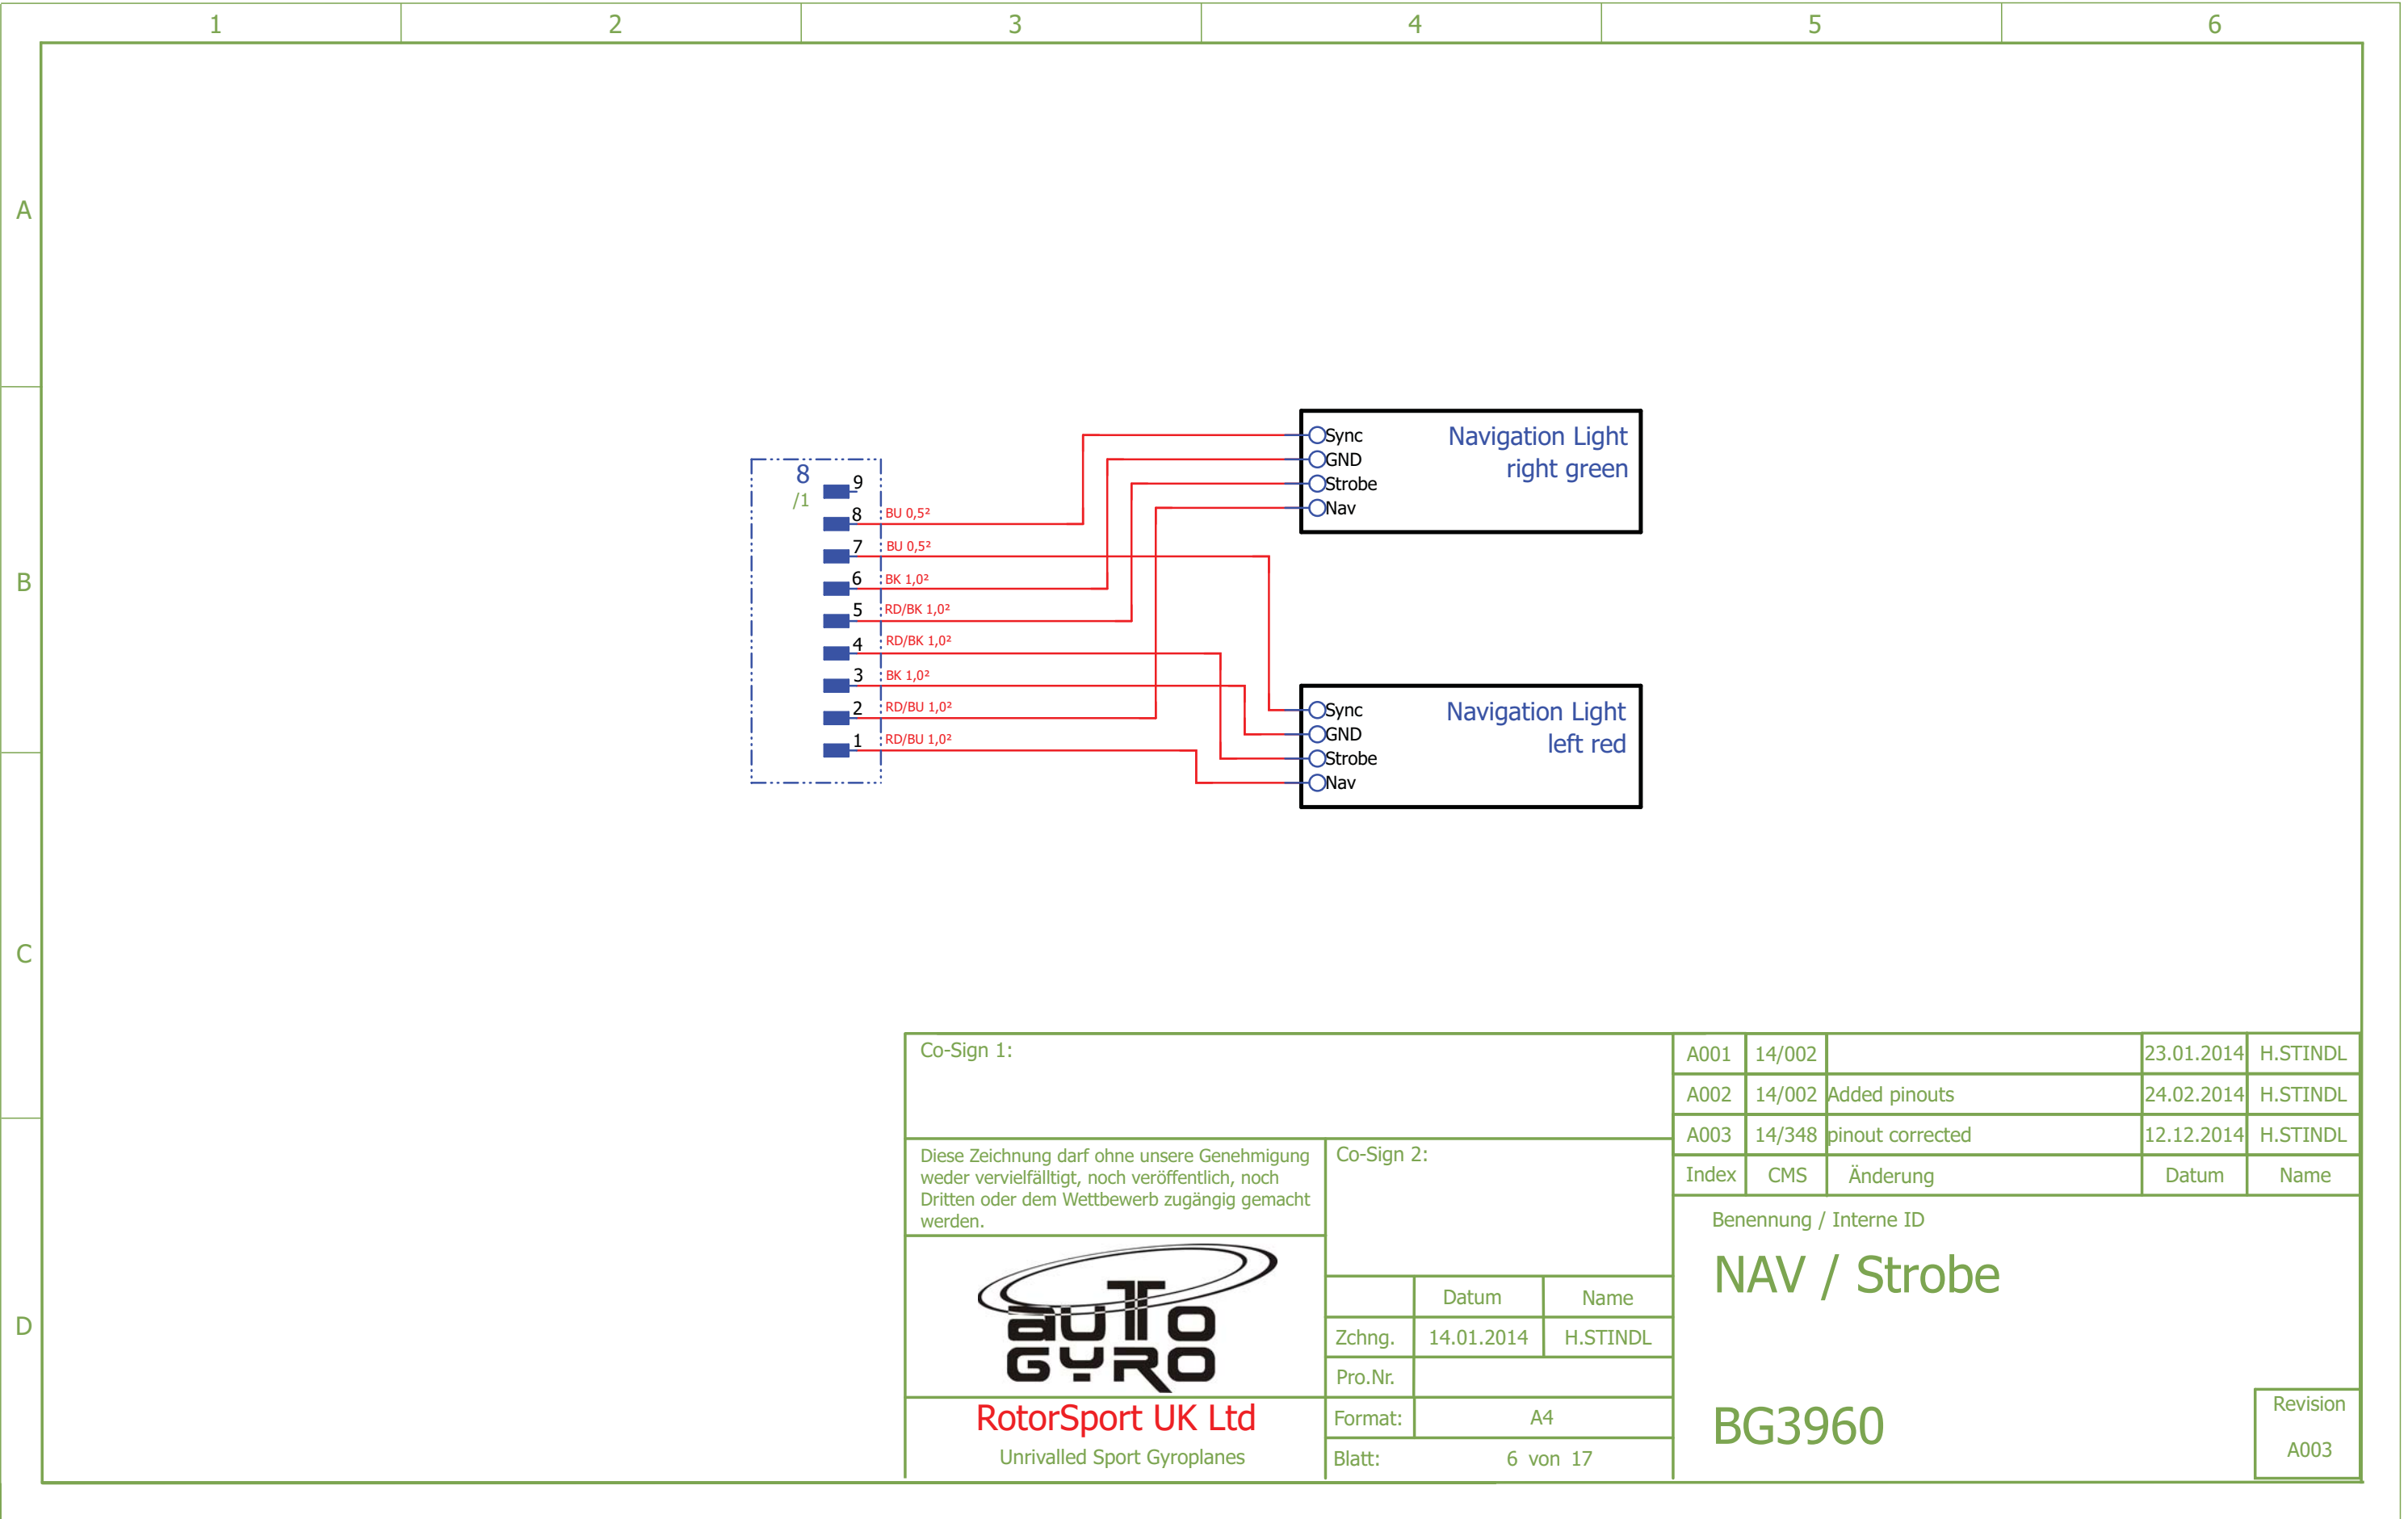 1 2 3 4 5 6
A
B
C
D
8
/1
9
8 BU 0,5²
7 BU 0,5²
6 BK 1,0²
5 RD/BK 1,0²
4 RD/BK 1,0²
3 BK 1,0²
2 RD/BU 1,0²
1 RD/BU 1,0²
Sync
GND
Strobe
Nav
Navigation Light
right green
Sync
GND
Strobe
Nav
Navigation Light
left red
Co-Sign 1:
Diese Zeichnung darf ohne unsere Genehmigung
weder vervielfälltigt, noch veröffentlich, noch
Dritten oder dem Wettbewerb zugängig gemacht
werden.
Co-Sign 2:
AUTO
GYRO
RotorSport UK Ltd
Unrivalled Sport Gyroplanes
Datum Name
Zchng. 14.01.2014 H.STINDL
Pro.Nr.
Format: A4
Blatt: 6 von 17
A001 14/002 23.01.2014 H.STINDL
A002 14/002 Added pinouts 24.02.2014 H.STINDL
A003 14/348 pinout corrected 12.12.2014 H.STINDL
Index CMS Änderung Datum Name
Benennung / Interne ID
NAV / Strobe
BG3960
Revision
A003